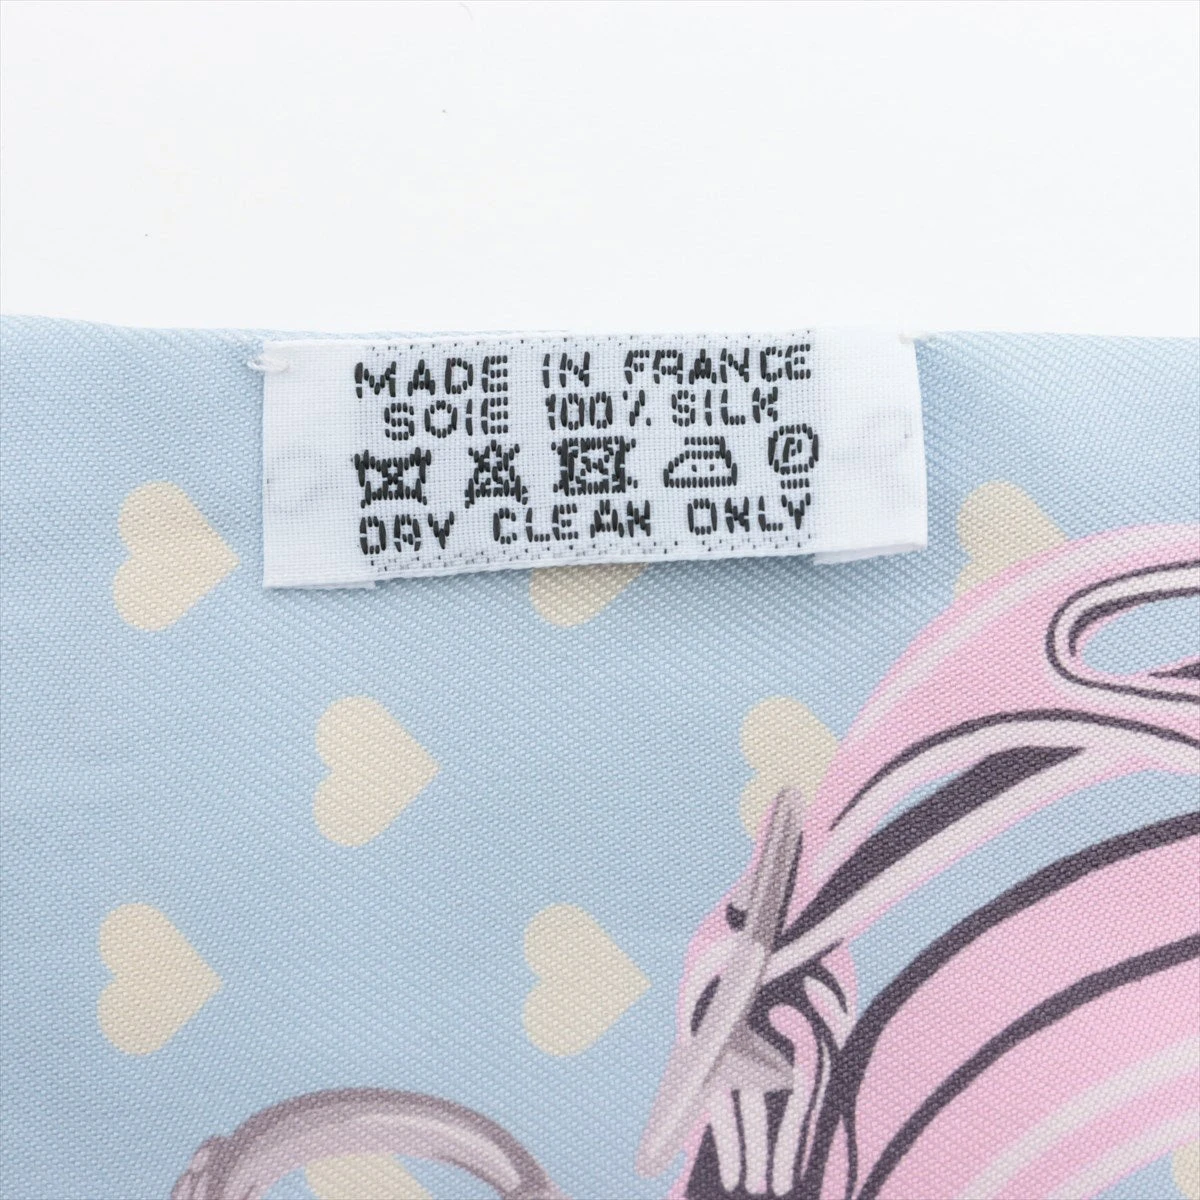 MADE IN FRANCE
SOIE 100% SILK
P
DRY CLEAN ONLY